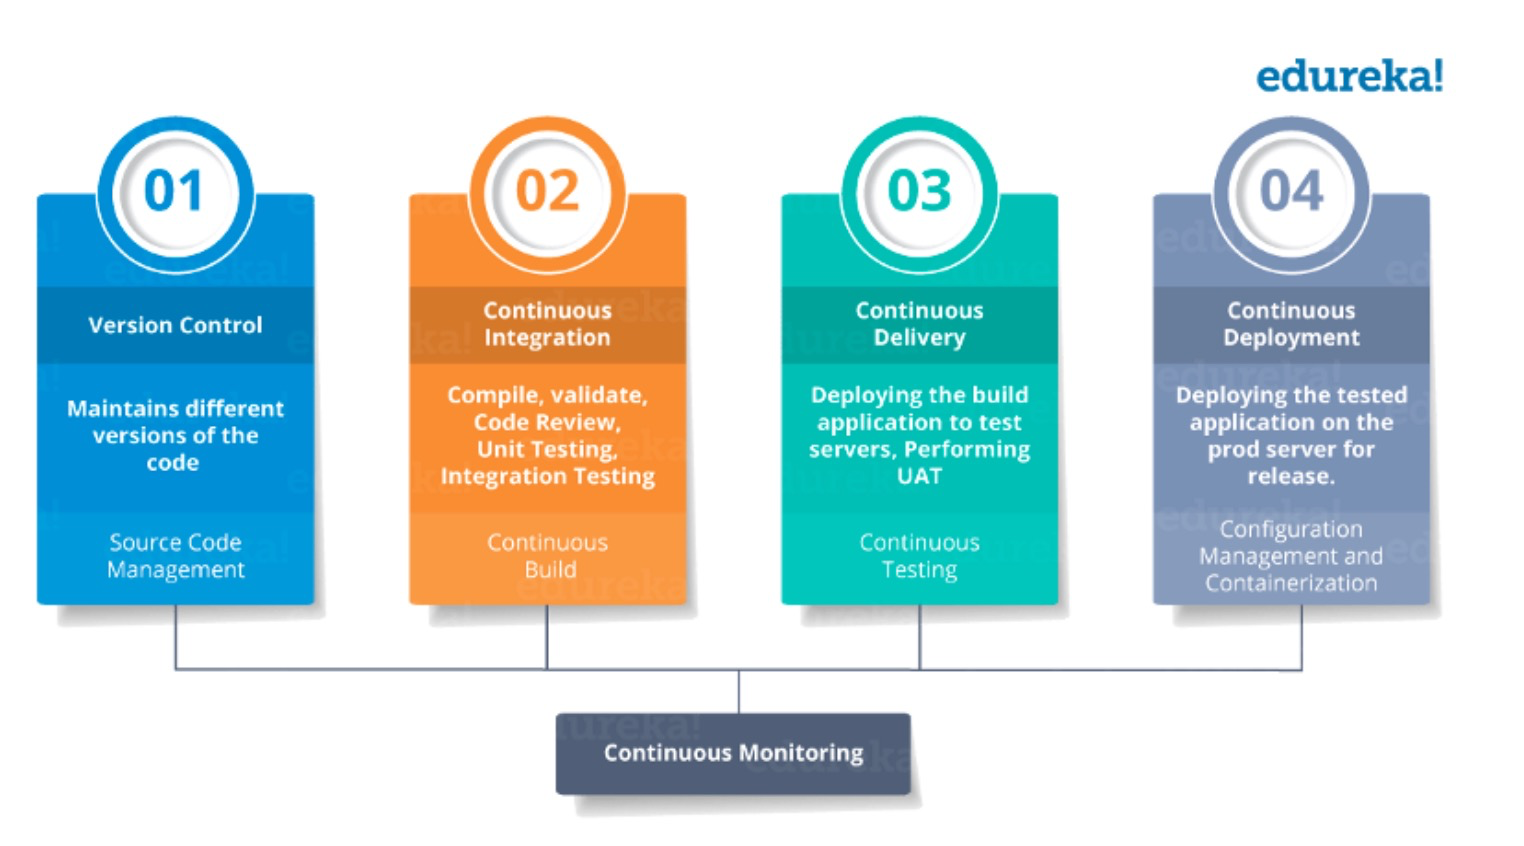 edureka!
01
Version Control
Maintains different
versions of the
code
Source Code
Management
02
Continuous
Integration
Compile, validate,
Code Review,
Unit Testing,
Integration Testing
Continuous
Build
03
Continuous
Delivery
Deploying the build
application to test
servers, Performing
UAT
Continuous
Testing
04
Continuous
Deployment
Deploying the tested
application on the
prod server for
release.
Configuration
Management and
Containerization
Continuous Monitoring